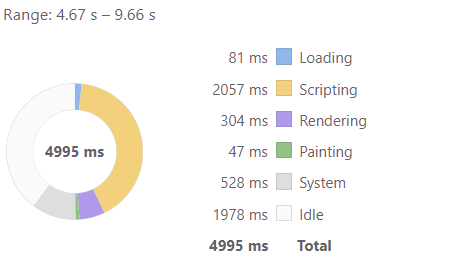 Range: 4.67 s – 9.66 s
81 ms Loading
2057 ms Scripting
304 ms Rendering
4995 ms
47 ms Painting
528 ms System
1978 ms Idle
4995 ms Total